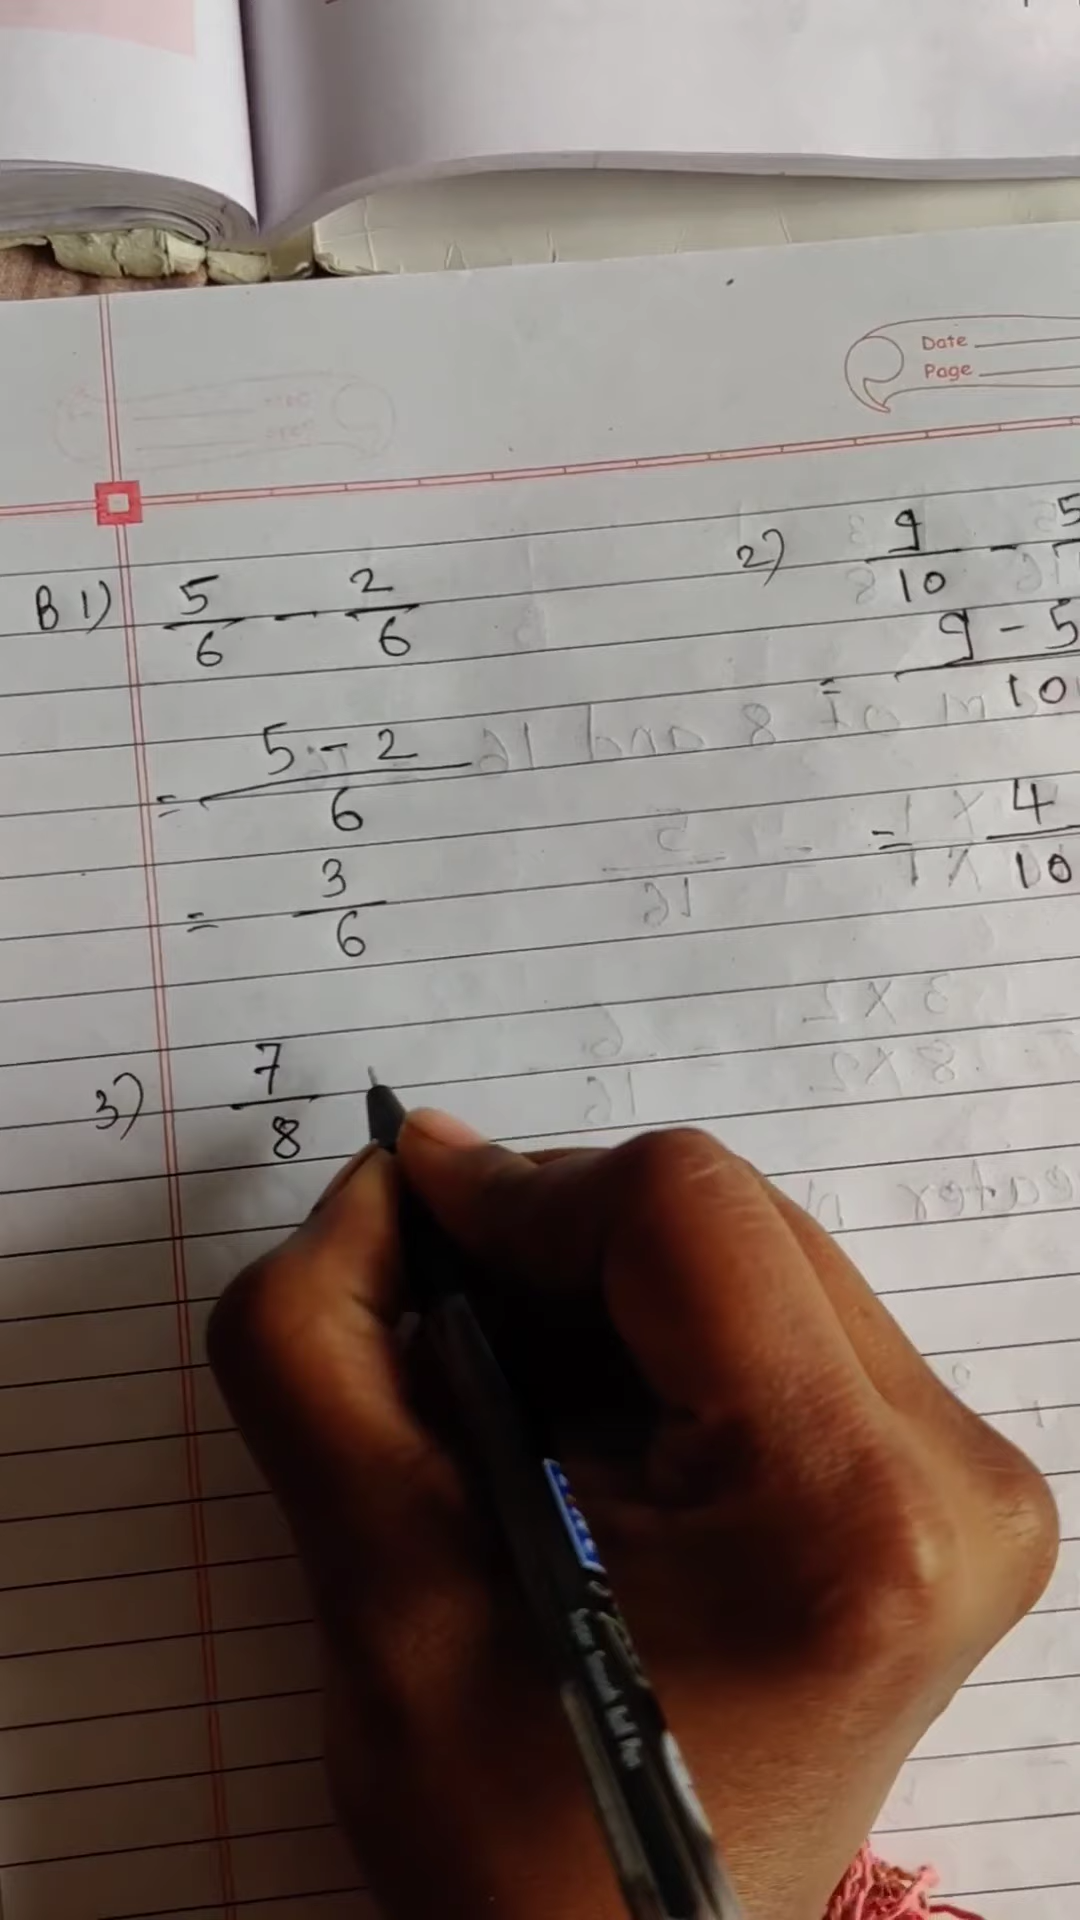 Date
Page
B 1) 5/6 - 2/6
= 5 - 2/6
= 3/6
2) 9/10 - 5
= 9 - 5/10
= 4/10
3) 7/8